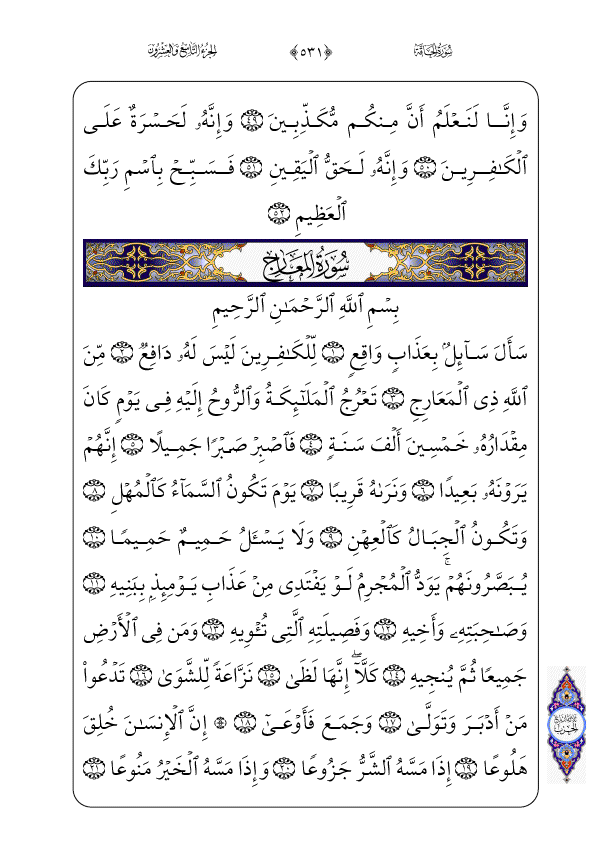 سُورَةُ الحَاقَّةِ ﴿٥٣١﴾ الجُزءُ التَّاسِعُ وَالعِشرُونَ
وَإِنَّا لَنَعۡلَمُ أَنَّ مِنكُم مُّكَذِّبِينَ ٤٩ وَإِنَّهُۥ لَحَسۡرَةٌ عَلَى
ٱلۡكَٰفِرِينَ ٥٠ وَإِنَّهُۥ لَحَقُّ ٱلۡيَقِينِ ٥١ فَسَبِّحۡ بِٱسۡمِ رَبِّكَ
ٱلۡعَظِيمِ ٥٢
سُورَةُ المَعَارِجِ
بِسۡمِ ٱللَّهِ ٱلرَّحۡمَٰنِ ٱلرَّحِيمِ
سَأَلَ سَآئِلُۢ بِعَذَابٖ وَاقِعٖ ١ لِّلۡكَٰفِرِينَ لَيۡسَ لَهُۥ دَافِعٞ ٢ مِّنَ
ٱللَّهِ ذِي ٱلۡمَعَارِجِ ٣ تَعۡرُجُ ٱلۡمَلَٰٓئِكَةُ وَٱلرُّوحُ إِلَيۡهِ فِي يَوۡمٖ كَانَ
مِقۡدَارُهُۥ خَمۡسِينَ أَلۡفَ سَنَةٖ ٤ فَٱصۡبِرۡ صَبۡرٗا جَمِيلًا ٥ إِنَّهُمۡ
يَرَوۡنَهُۥ بَعِيدٗا ٦ وَنَرَىٰهُ قَرِيبٗا ٧ يَوۡمَ تَكُونُ ٱلسَّمَآءُ كَٱلۡمُهۡلِ ٨
وَتَكُونُ ٱلۡجِبَالُ كَٱلۡعِهۡنِ ٩ وَلَا يَسۡـَٔلُ حَمِيمٌ حَمِيمٗا ١٠
يُبَصَّرُونَهُمۡۚ يَوَدُّ ٱلۡمُجۡرِمُ لَوۡ يَفۡتَدِي مِنۡ عَذَابِ يَوۡمِئِذِۭ بِبَنِيهِ ١١
وَصَٰحِبَتِهِۦ وَأَخِيهِ ١٢ وَفَصِيلَتِهِ ٱلَّتِي تُـٔۡوِيهِ ١٣ وَمَن فِي ٱلۡأَرۡضِ
جَمِيعٗا ثُمَّ يُنجِيهِ ١٤ كَلَّآۖ إِنَّهَا لَظَىٰ ١٥ نَزَّاعَةٗ لِّلشَّوَىٰ ١٦ تَدۡعُواْ
مَنۡ أَدۡبَرَ وَتَوَلَّىٰ ١٧ وَجَمَعَ فَأَوۡعَىٰٓ ١٨ ۞ إِنَّ ٱلۡإِنسَٰنَ خُلِقَ
هَلُوعًا ١٩ إِذَا مَسَّهُ ٱلشَّرُّ جَزُوعٗا ٢٠ وَإِذَا مَسَّهُ ٱلۡخَيۡرُ مَنُوعًا ٢١